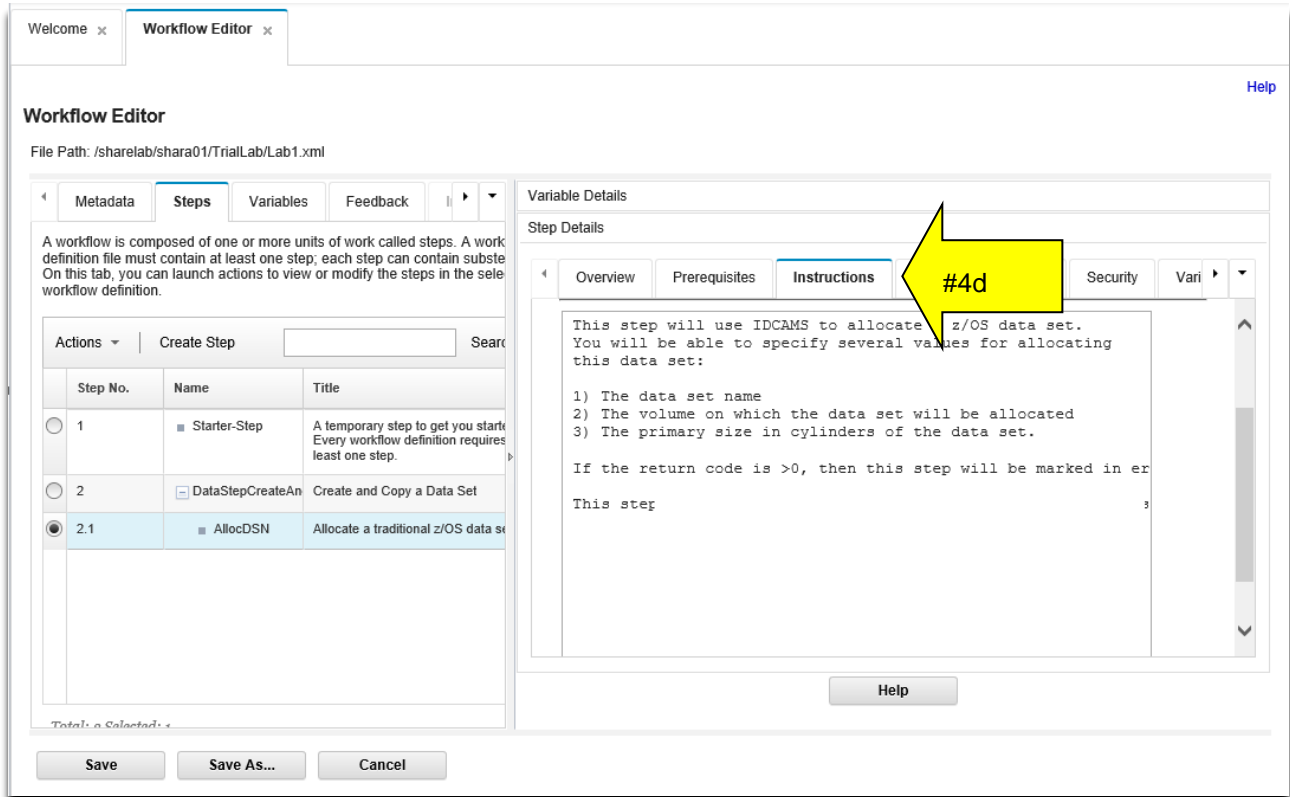 Welcome × Workflow Editor ×
Help
Workflow Editor
File Path: /sharelab/shara01/TrialLab/Lab1.xml
Metadata Steps Variables Feedback
A workflow is composed of one or more units of work called steps. A work
definition file must contain at least one step; each step can contain subste
On this tab, you can launch actions to view or modify the steps in the sele
workflow definition.
Actions Create Step Searc
Step No. Name Title
1 Starter-Step A temporary step to get you starte
Every workflow definition requires
least one step.
2 DataStepCreateAn Create and Copy a Data Set
2.1 AllocDSN Allocate a traditional z/OS data se
Variable Details
Step Details
Overview Prerequisites Instructions Security Vari
#4d
This step will use IDCAMS to allocate z/OS data set.
You will be able to specify several values for allocating
this data set:
1) The data set name
2) The volume on which the data set will be allocated
3) The primary size in cylinders of the data set.
If the return code is >0, then this step will be marked in er
This step
Help
Save Save As... Cancel